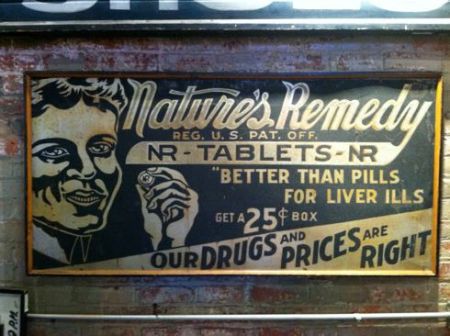 Nature's Remedy
REG. U.S. PAT. OFF.
NR - TABLETS - NR
"BETTER THAN PILLS
FOR LIVER ILLS
GET A 25¢ BOX
OUR DRUGS AND PRICES ARE RIGHT